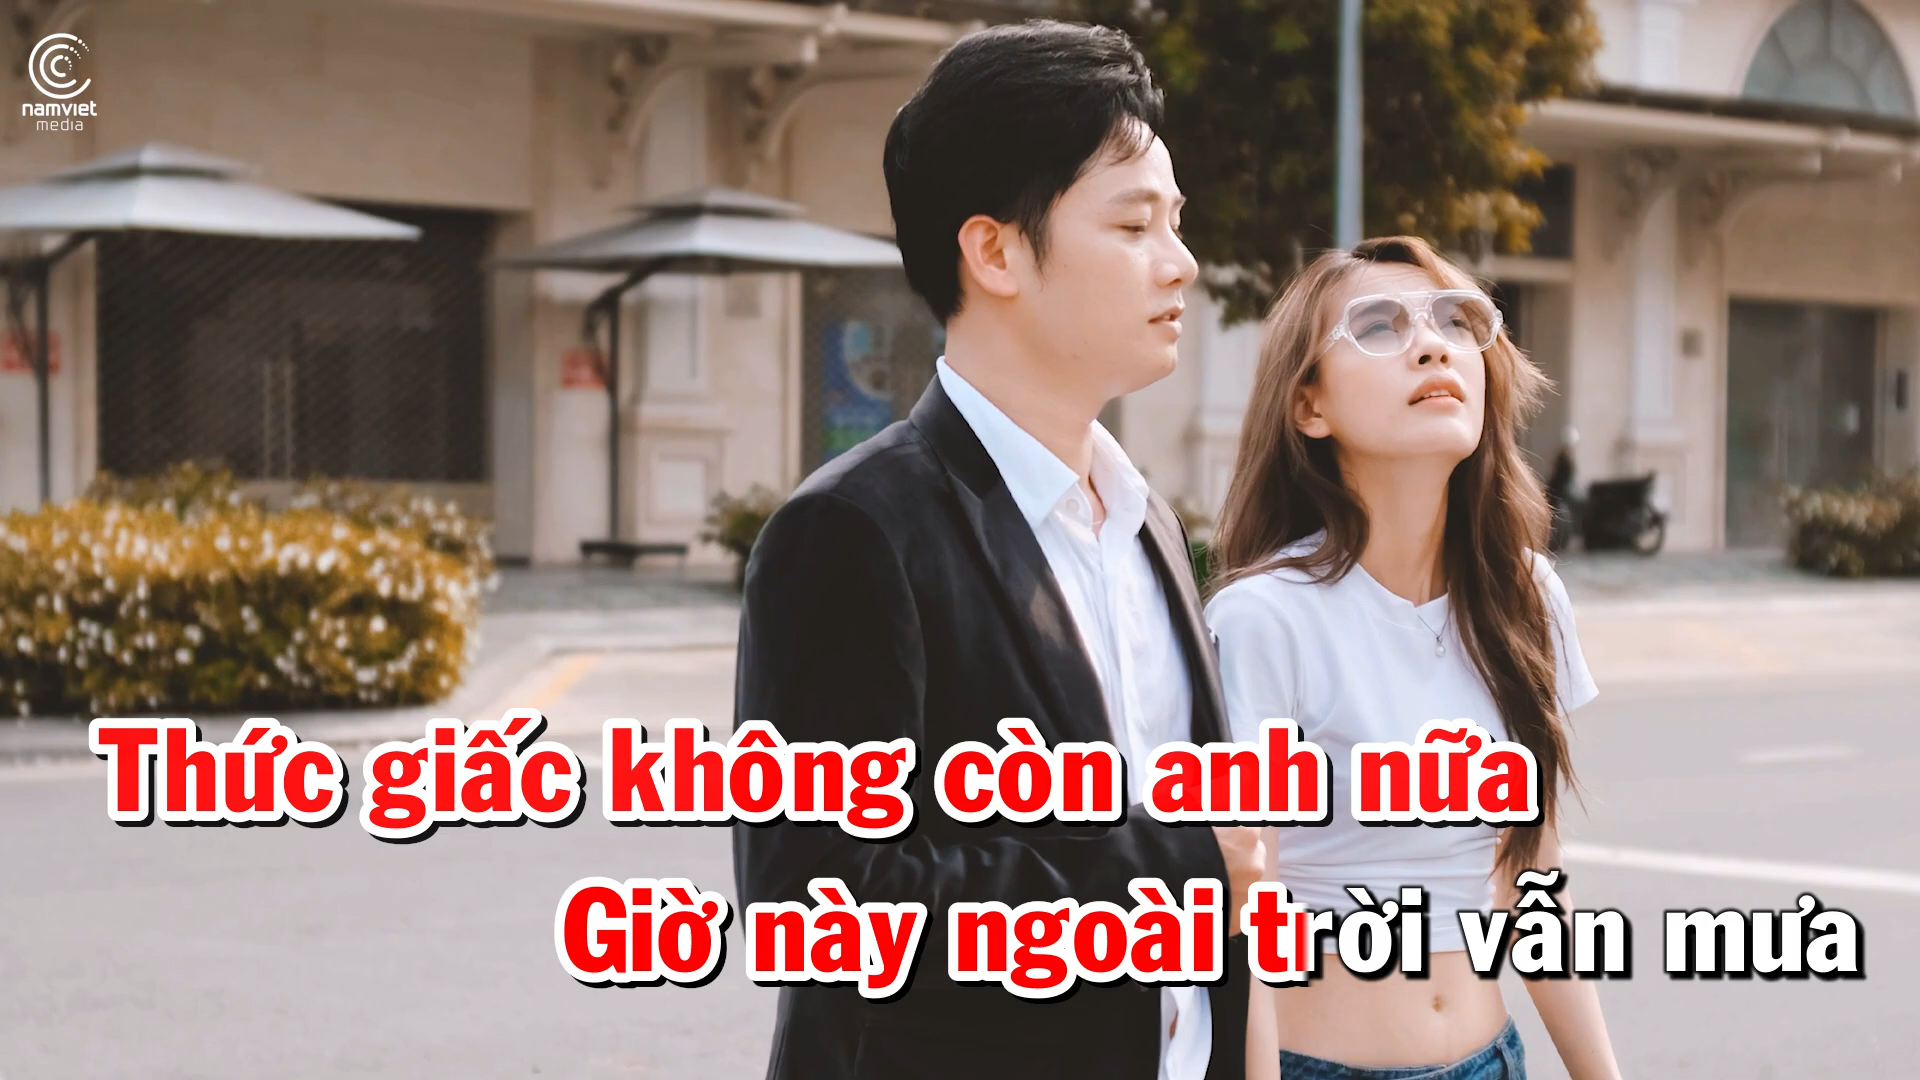 namviet
media
Thức giấc không còn anh nữa
Giờ này ngoài trời vẫn mưa